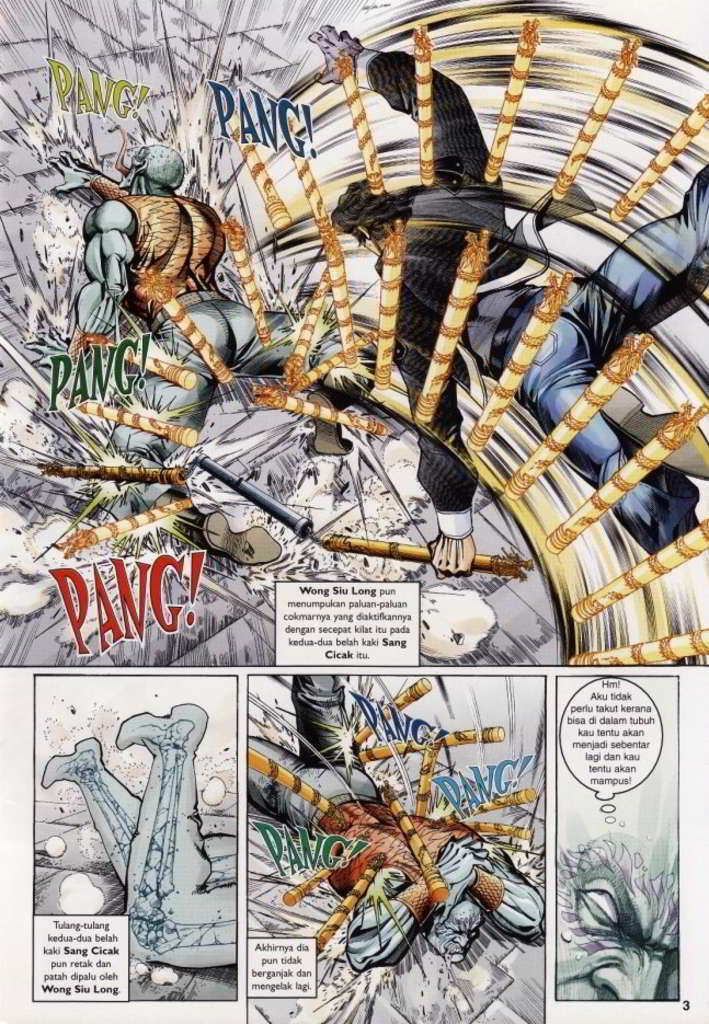 PANG!
PANG!
PANG!
PANG!
Wong Siu Long pun
menumpukan paluan-paluan
cokmarnya yang diaktifkannya
dengan secepat kilat itu pada
kedua-dua belah kaki Sang
Cicak itu.
Tulang-tulang
kedua-dua belah
kaki Sang Cicak
pun retak dan
patah dipalu oleh
Wong Siu Long.
PANG!
PANG!
PANG!
Akhirnya dia
pun tidak
berganjak dan
mengelak lagi.
Hm!
Aku tidak
perlu takut kerana
bisa di dalam tubuh
kau tentu akan
menjadi sebentar
lagi dan kau
tentu akan
mampus!
3